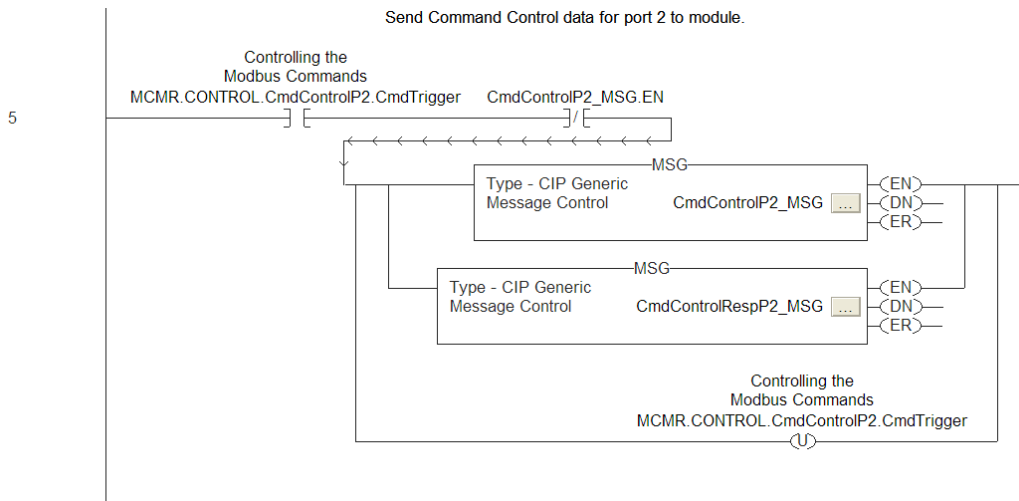 Send Command Control data for port 2 to module.
Controlling the
Modbus Commands
MCMR.CONTROL.CmdControlP2.CmdTrigger
CmdControlP2_MSG.EN
5
/
MSG
Type - CIP Generic
Message Control
CmdControlP2_MSG
...
EN
DN
ER
MSG
Type - CIP Generic
Message Control
CmdControlRespP2_MSG
...
EN
DN
ER
Controlling the
Modbus Commands
MCMR.CONTROL.CmdControlP2.CmdTrigger
U